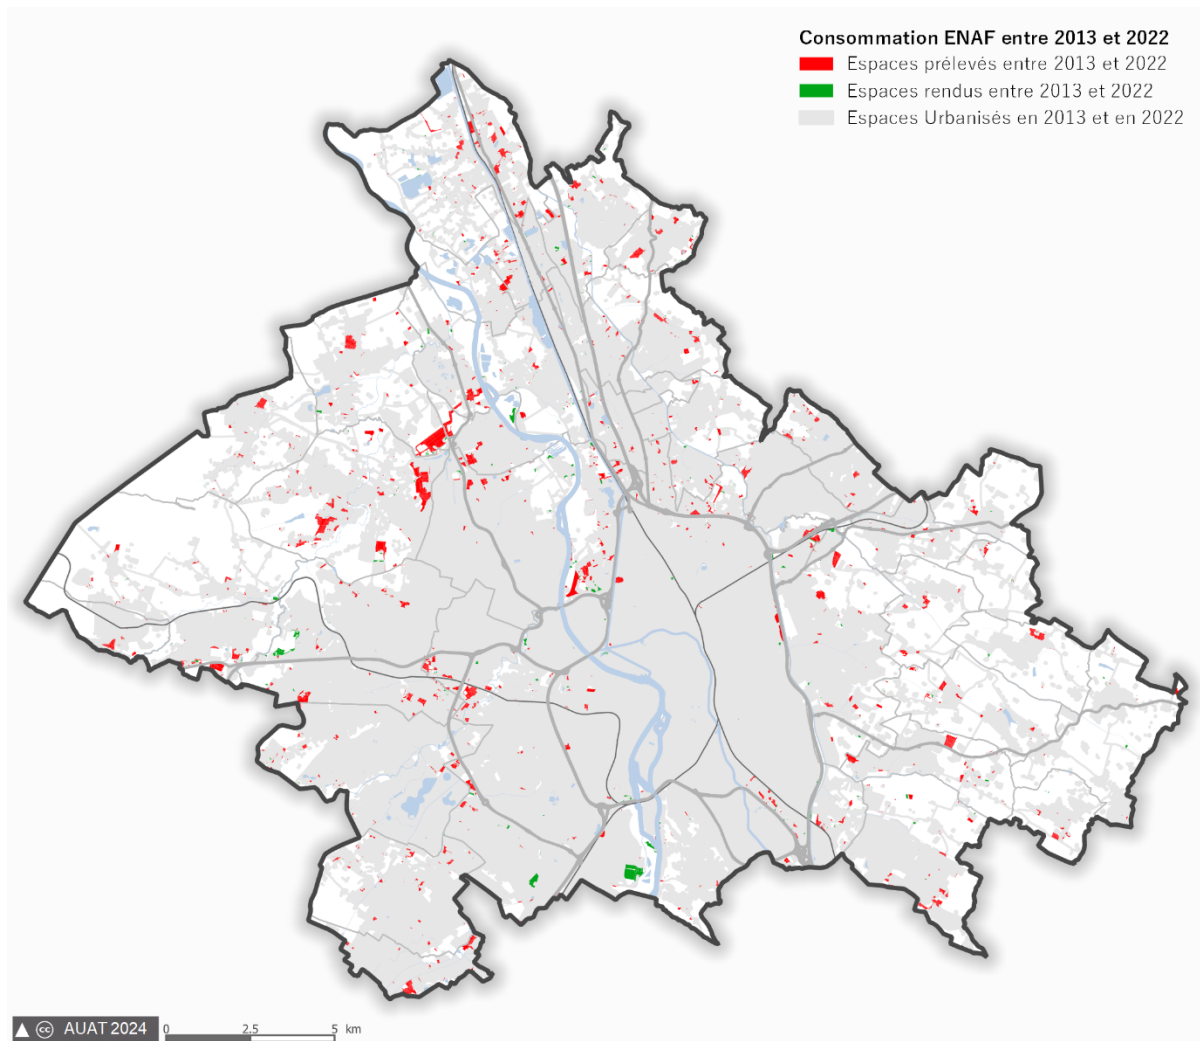 Consommation ENAF entre 2013 et 2022
Espaces prélevés entre 2013 et 2022
Espaces rendus entre 2013 et 2022
Espaces Urbanisés en 2013 et en 2022
cc AUAT 2024 0 2.5 5 km